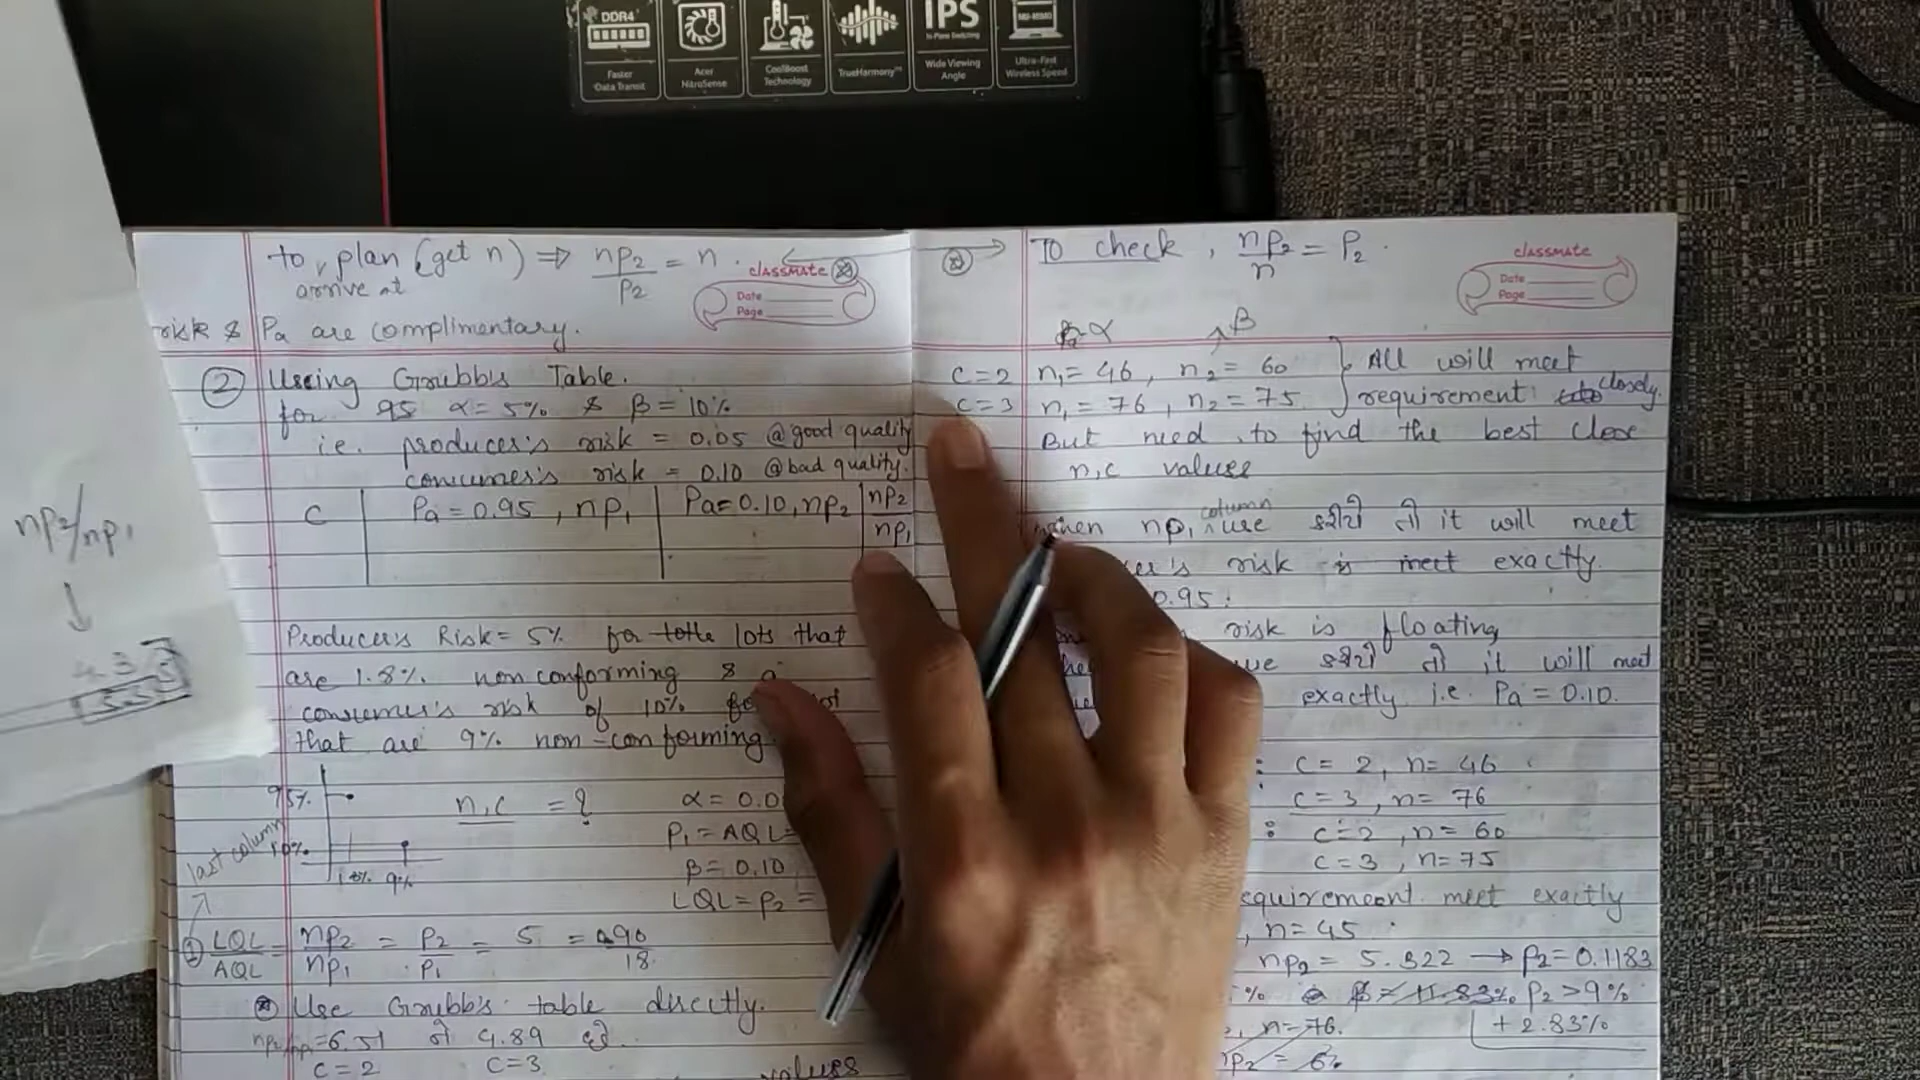 DDR4
Faster
Data Transit
Acer
NitroSense
CoolBoost
Technology
TrueHarmony™
IPS
In-Plane Switching
Wide Viewing
Angle
Ultra-Fast
Wireless Speed
np2/np1
to plan (get n) ⇒ np2/p2 = n
arrive at
classmate
Date
Page
risk & Pa are complimentary.
② Using Grubb's Table.
for 95 α = 5% & β = 10%
i.e. producer's risk = 0.05 @good quality
consumer's risk = 0.10 @bad quality.
C | Pa = 0.95, np1 | Pa = 0.10, np2 | np2/np1
Producer's Risk = 5% for lots that
are 1.8% non conforming &
consumer's risk of 10%
that are 9% non-conforming
95%
10%
9%
last column
n,c = ?
α = 0.0
P1 = AQL =
β = 0.10
LQL = P2 =
① LQL/AQL = np2/np1 = p2/p1 = 5 = 90/18
Use Grubb's table directly.
np2/np1 = 6.51 ને 4.89 છે.
C = 2 C = 3
values
To check, np2/n = P2.
classmate
Date
Page
α β
C = 2 n1 = 46, n2 = 60 } All will meet
C = 3 n1 = 76, n2 = 75 requirement closely.
But need to find the best close
n,c values
when np1 column use કરીશું તો it will meet
risk is meet exactly
0.95
risk is floating
use કરીશું તો it will meet
exactly i.e. Pa = 0.10.
: C = 2, n = 46
C = 3, n = 76
: C = 2, n = 60
C = 3, n = 75
requirement meet exactly
, n = 45
np2 = 5.322 → p2 = 0.1183
% P2 > 9%
, n = 76.
+ 2.83%